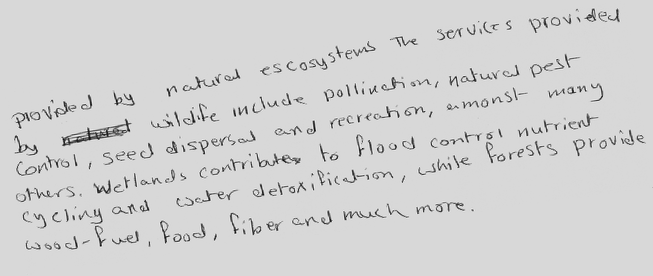 provided by natural escosystems The services provided
by wildife include pollination, natural pest
control, seed dispersal and recreation, amonst many
others. Wetlands contributes to flood control nutrient
cycling and water detoxification, while forests provide
wood-fuel, food, fiber and much more.